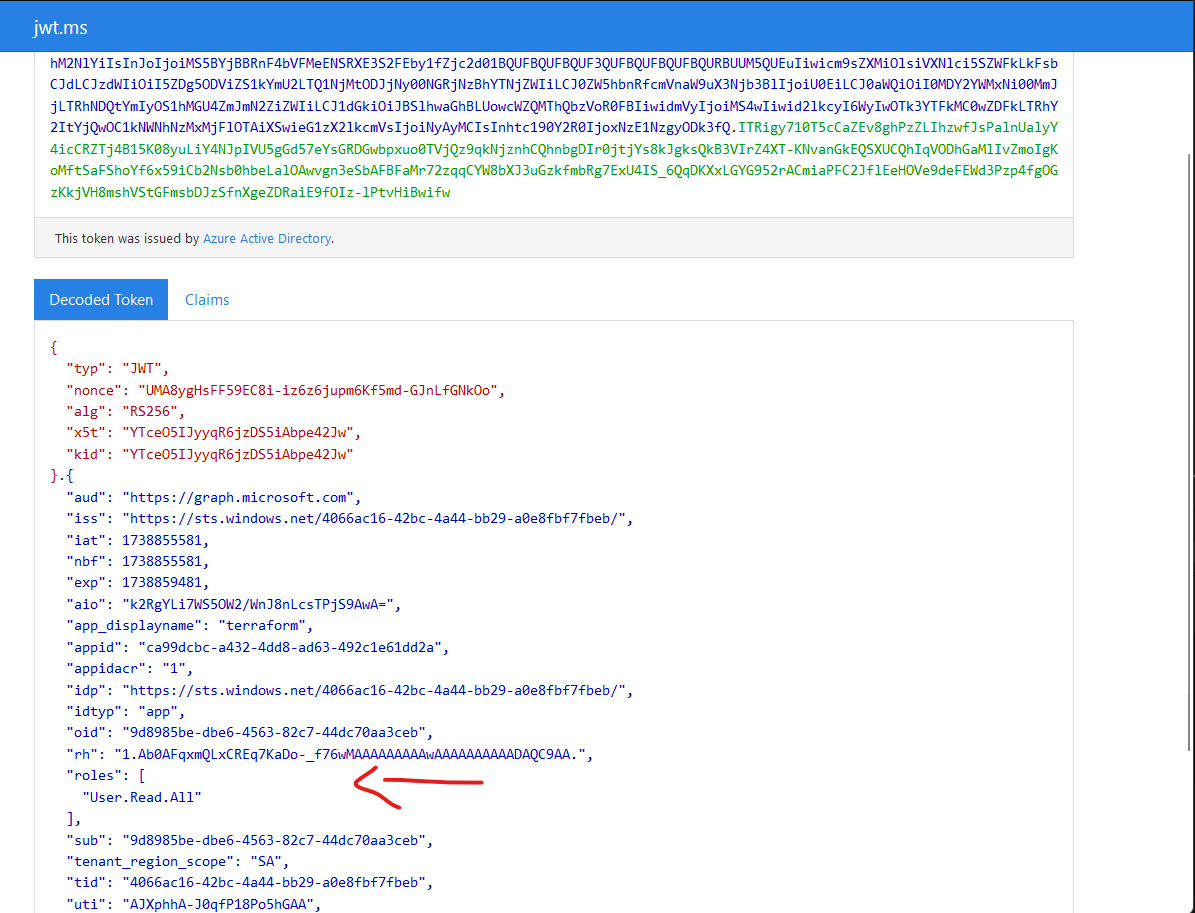 jwt.ms
hM2NlYiIsInJoIjoiMS5BYjBBRnF4bVFMeENSRXE3S2FEby1fZjc2d01BQUFBQUFBQUF3QUFBQUFBQUFBQURBUUM5QUEuIiwicm9sZXMiOlsiVXNlci5SZWFkLkFsb
CJdLCJzdWIiOiI5ZDg5ODViZS1kYmU2LTQ1NjMtODJjNy00NGRjNzBhYTNjZWIiLCJ0ZW5hbnRfcmVnaW9uX3Njb3BlIjoiU0EiLCJ0aWQiOiI0MDY2YWMxNi00MmJ
jLTRhNDQtYmIyOS1hMGU4ZmJmN2ZiZWIiLCJ1dGkiOiJBSlhwaGhBLUowcWZQMThQbzVoR0FBIiwidmVyIjoiMS4wIiwid2lkcyI6WyIwOTk3YTFkMC0wZDFkLTRhY
This token was issued by Azure Active Directory.
Decoded Token
Claims
{
"typ": "JWT",
"nonce": "UMA8ygHsFF59EC8i-iz6z6jupm6Kf5md-GJnLfGNkOo",
"alg": "RS256",
"x5t": "YTceO5IJyyqR6jzDS5iAbpe42Jw",
"kid": "YTceO5IJyyqR6jzDS5iAbpe42Jw"
}.{
"aud": "https://graph.microsoft.com",
"iss": "https://sts.windows.net/4066ac16-42bc-4a44-bb29-a0e8fbf7fbeb/",
"iat": 1738855581,
"nbf": 1738855581,
"exp": 1738859481,
"aio": "k2RgYLi7WS5OW2/WnJ8nLcsTPjS9AwA=",
"app_displayname": "terraform",
"appid": "ca99dcbc-a432-4dd8-ad63-492c1e61dd2a",
"appidacr": "1",
"idp": "https://sts.windows.net/4066ac16-42bc-4a44-bb29-a0e8fbf7fbeb/",
"idtyp": "app",
"oid": "9d8985be-dbe6-4563-82c7-44dc70aa3ceb",
"rh": "1.Ab0AFqxmQLxCREq7KaDo-_f76wMAAAAAAAAAwAAAAAAAAAADAQC9AA.",
"roles": [
"User.Read.All"
],
"sub": "9d8985be-dbe6-4563-82c7-44dc70aa3ceb",
"tenant_region_scope": "SA",
"tid": "4066ac16-42bc-4a44-bb29-a0e8fbf7fbeb",
"uti": "AJXphhA-J0qfP18Po5hGAA",